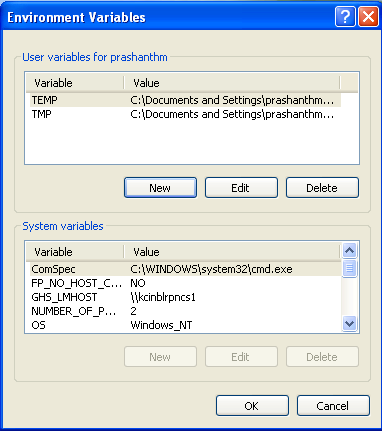 Environment Variables
User variables for prashanthm
Variable Value
TEMP C:\Documents and Settings\prashanthm...
TMP C:\Documents and Settings\prashanthm...
New Edit Delete
System variables
Variable Value
ComSpec C:\WINDOWS\system32\cmd.exe
FP_NO_HOST_C... NO
GHS_LMHOST \\kcinblrpncs1
NUMBER_OF_P... 2
OS Windows_NT
New Edit Delete
OK Cancel